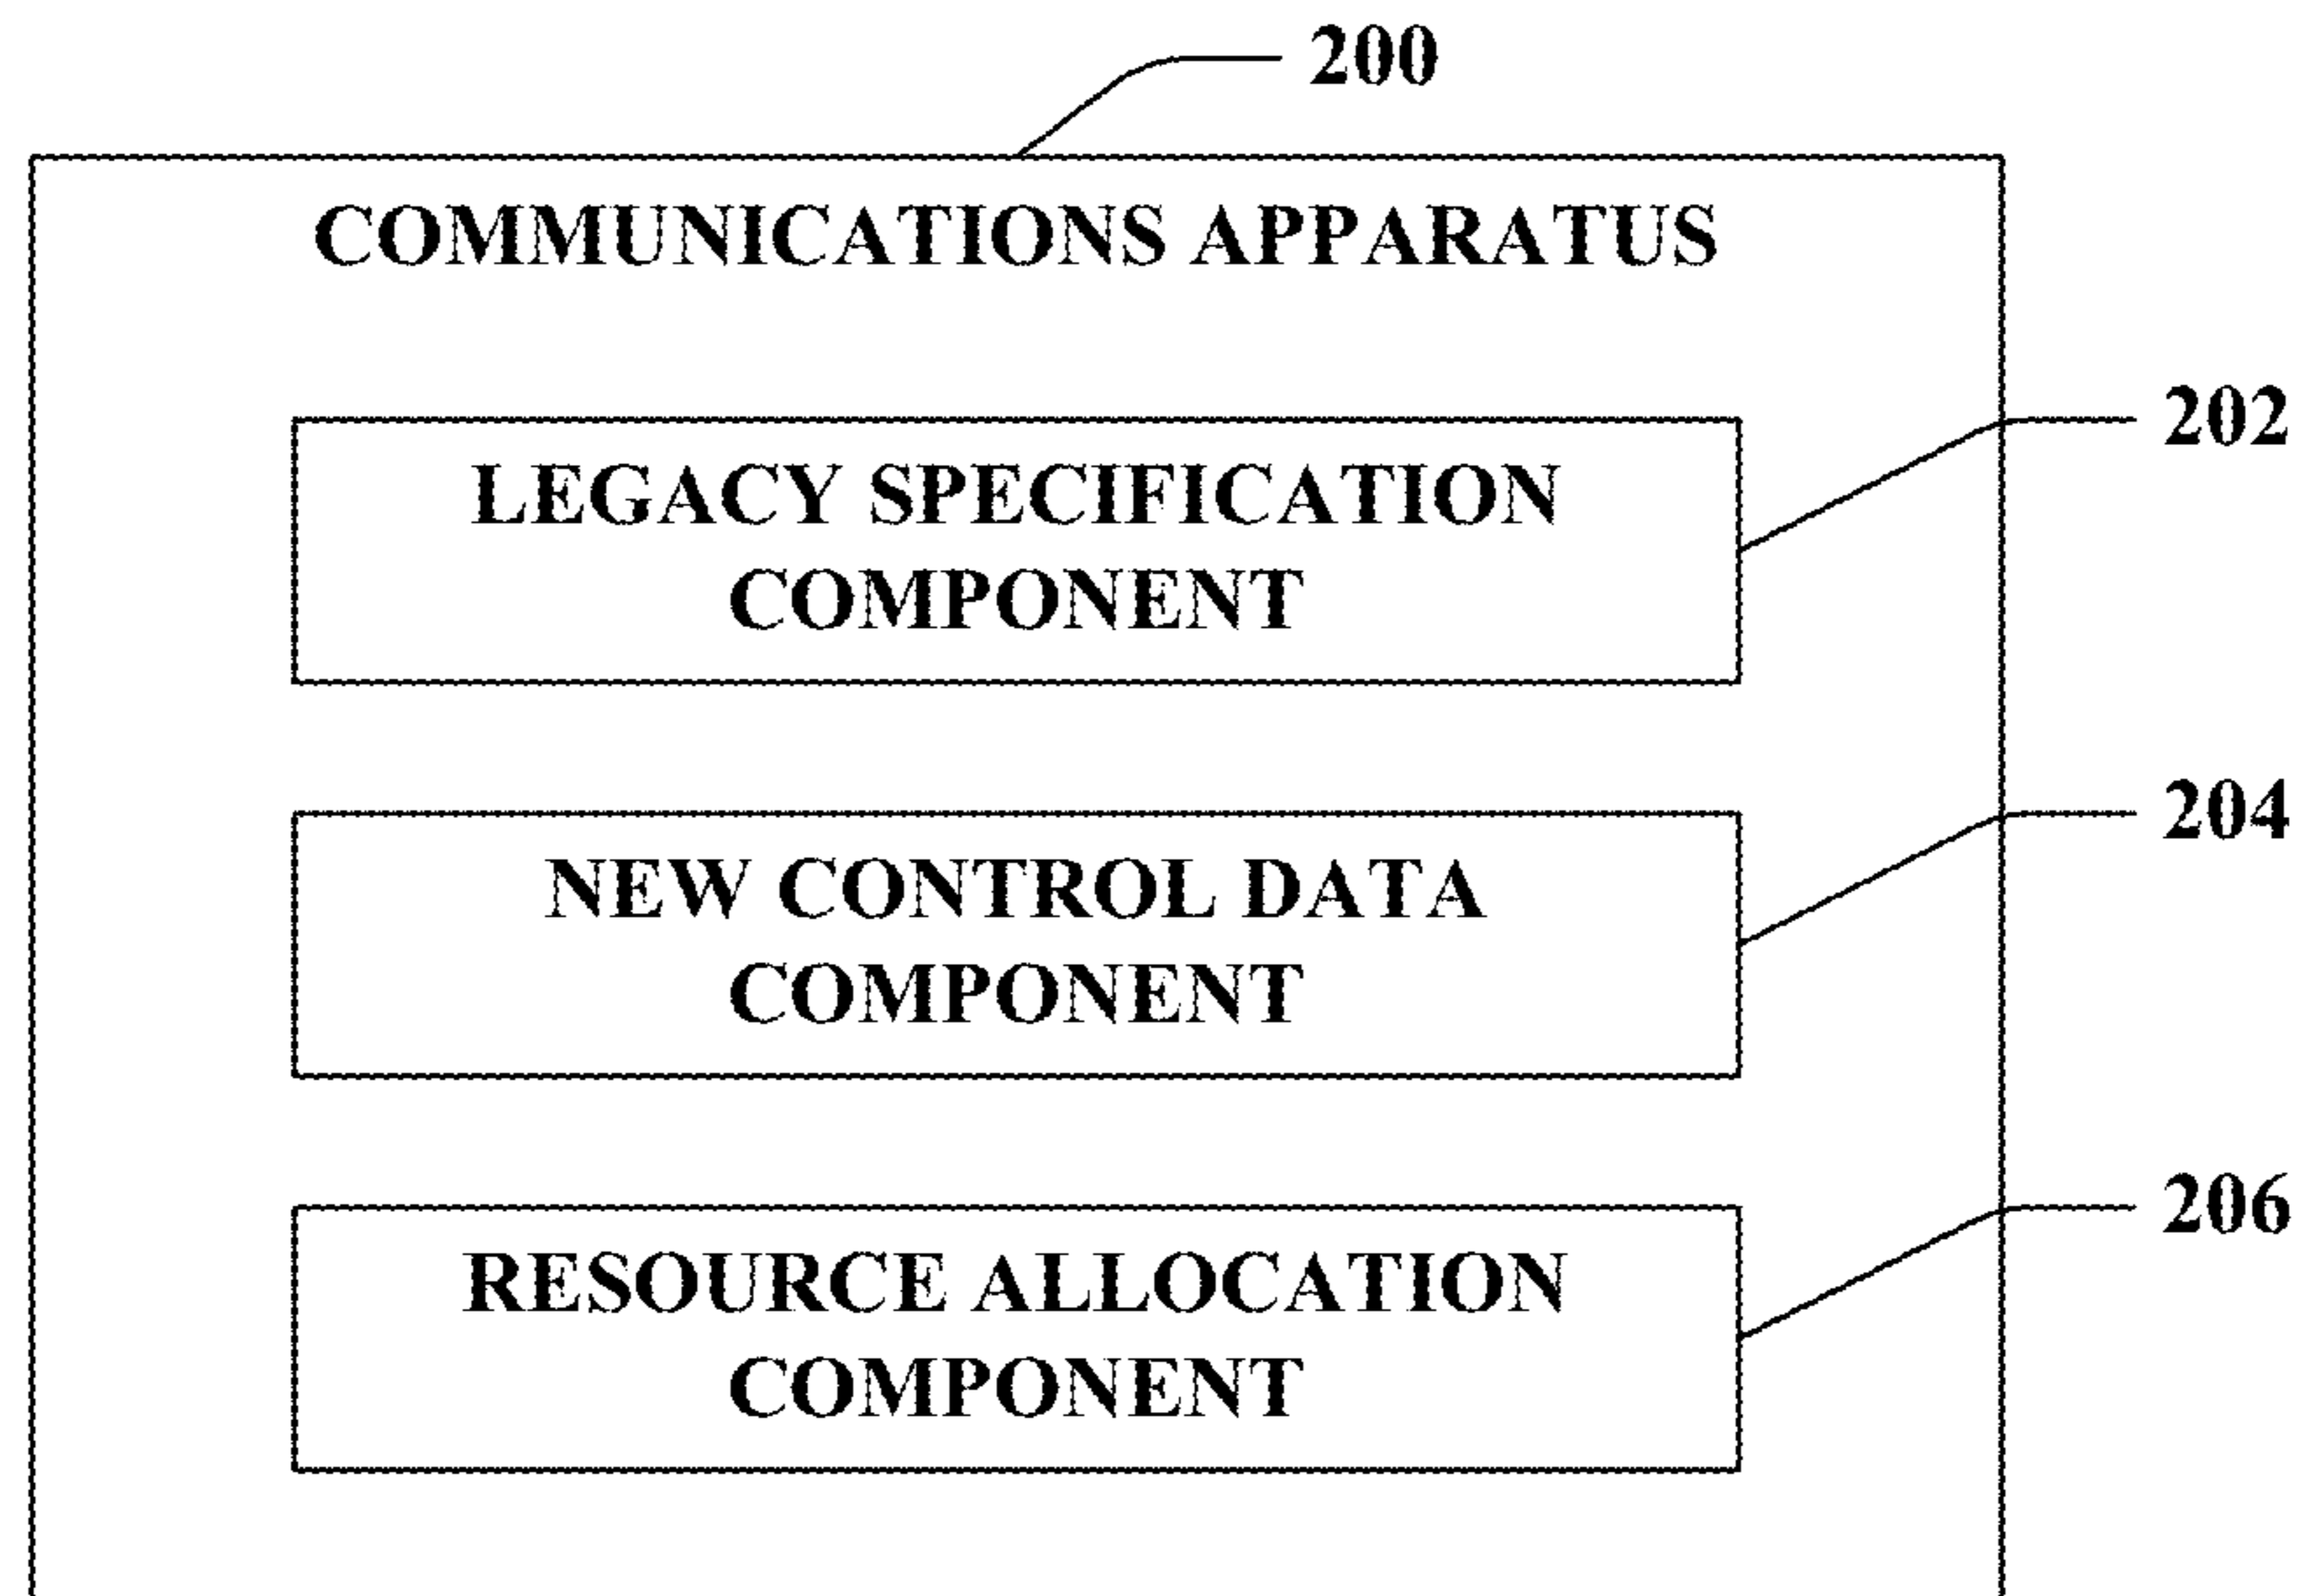 200
COMMUNICATIONS APPARATUS
202
LEGACY SPECIFICATION
COMPONENT
204
NEW CONTROL DATA
COMPONENT
206
RESOURCE ALLOCATION
COMPONENT